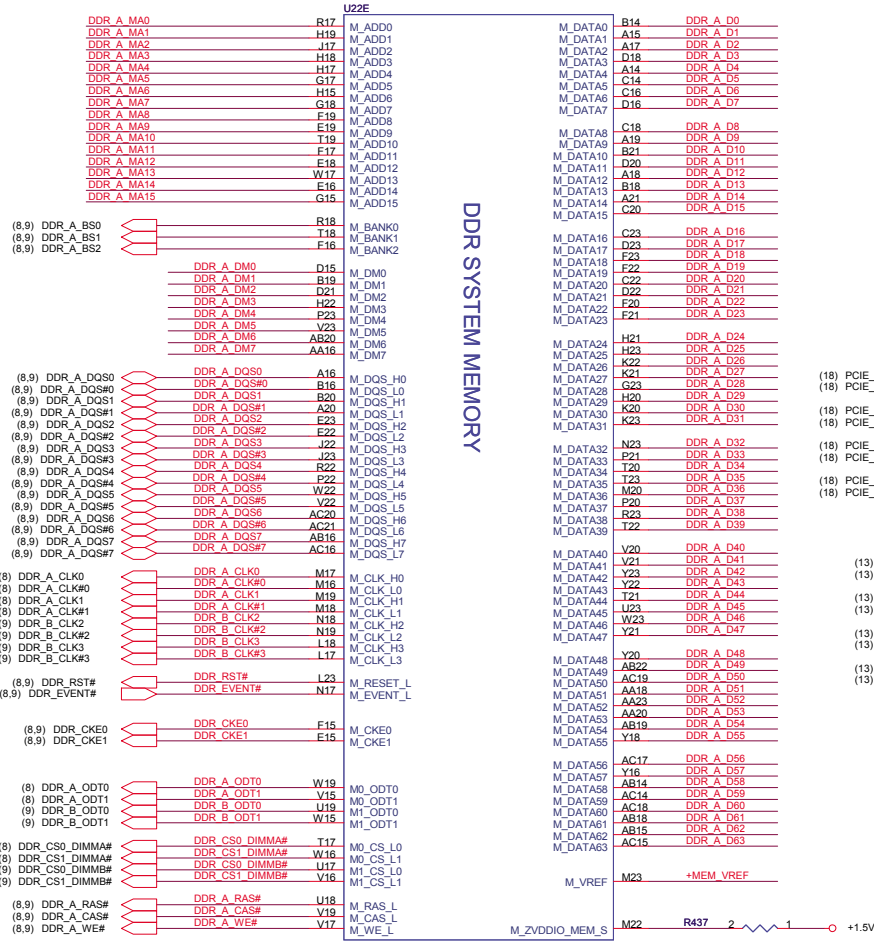 U22E
DDR SYSTEM MEMORY
DDR_A_MA0 R17 M_ADD0
DDR_A_MA1 H19 M_ADD1
DDR_A_MA2 J17 M_ADD2
DDR_A_MA3 H18 M_ADD3
DDR_A_MA4 H17 M_ADD4
DDR_A_MA5 G17 M_ADD5
DDR_A_MA6 H15 M_ADD6
DDR_A_MA7 G18 M_ADD7
DDR_A_MA8 F19 M_ADD8
DDR_A_MA9 E19 M_ADD9
DDR_A_MA10 T19 M_ADD10
DDR_A_MA11 F17 M_ADD11
DDR_A_MA12 E18 M_ADD12
DDR_A_MA13 W17 M_ADD13
DDR_A_MA14 E16 M_ADD14
DDR_A_MA15 G15 M_ADD15
(8,9) DDR_A_BS0 R18 M_BANK0
(8,9) DDR_A_BS1 T18 M_BANK1
(8,9) DDR_A_BS2 F16 M_BANK2
DDR_A_DM0 D15 M_DM0
DDR_A_DM1 B19 M_DM1
DDR_A_DM2 D21 M_DM2
DDR_A_DM3 H22 M_DM3
DDR_A_DM4 P23 M_DM4
DDR_A_DM5 V23 M_DM5
DDR_A_DM6 AB20 M_DM6
DDR_A_DM7 AA16 M_DM7
(8,9) DDR_A_DQS0 DDR_A_DQS0 A16 M_DQS_H0
(8,9) DDR_A_DQS#0 DDR_A_DQS#0 B16 M_DQS_L0
(8,9) DDR_A_DQS1 DDR_A_DQS1 B20 M_DQS_H1
(8,9) DDR_A_DQS#1 DDR_A_DQS#1 A20 M_DQS_L1
(8,9) DDR_A_DQS2 DDR_A_DQS2 E23 M_DQS_H2
(8,9) DDR_A_DQS#2 DDR_A_DQS#2 E22 M_DQS_L2
(8,9) DDR_A_DQS3 DDR_A_DQS3 J22 M_DQS_H3
(8,9) DDR_A_DQS#3 DDR_A_DQS#3 J23 M_DQS_L3
(8,9) DDR_A_DQS4 DDR_A_DQS4 R22 M_DQS_H4
(8,9) DDR_A_DQS#4 DDR_A_DQS#4 P22 M_DQS_L4
(8,9) DDR_A_DQS5 DDR_A_DQS5 W22 M_DQS_H5
(8,9) DDR_A_DQS#5 DDR_A_DQS#5 V22 M_DQS_L5
(8,9) DDR_A_DQS6 DDR_A_DQS6 AC20 M_DQS_H6
(8,9) DDR_A_DQS#6 DDR_A_DQS#6 AC21 M_DQS_L6
(8,9) DDR_A_DQS7 DDR_A_DQS7 AB16 M_DQS_H7
(8,9) DDR_A_DQS#7 DDR_A_DQS#7 AC16 M_DQS_L7
8) DDR_A_CLK0 DDR_A_CLK0 M17 M_CLK_H0
8) DDR_A_CLK#0 DDR_A_CLK#0 M16 M_CLK_L0
8) DDR_A_CLK1 DDR_A_CLK1 M19 M_CLK_H1
8) DDR_A_CLK#1 DDR_A_CLK#1 M18 M_CLK_L1
9) DDR_B_CLK2 DDR_B_CLK2 N18 M_CLK_H2
9) DDR_B_CLK#2 DDR_B_CLK#2 N19 M_CLK_L2
9) DDR_B_CLK3 DDR_B_CLK3 L18 M_CLK_H3
9) DDR_B_CLK#3 DDR_B_CLK#3 L17 M_CLK_L3
(8,9) DDR_RST# DDR_RST# L23 M_RESET_L
(8,9) DDR_EVENT# DDR_EVENT# N17 M_EVENT_L
(8,9) DDR_CKE0 DDR_CKE0 F15 M_CKE0
(8,9) DDR_CKE1 DDR_CKE1 E15 M_CKE1
(8) DDR_A_ODT0 DDR_A_ODT0 W19 M0_ODT0
(8) DDR_A_ODT1 DDR_A_ODT1 V15 M0_ODT1
(9) DDR_B_ODT0 DDR_B_ODT0 U19 M1_ODT0
(9) DDR_B_ODT1 DDR_B_ODT1 W15 M1_ODT1
(8) DDR_CS0_DIMMA# DDR_CS0_DIMMA# T17 M0_CS_L0
(8) DDR_CS1_DIMMA# DDR_CS1_DIMMA# W16 M0_CS_L1
(9) DDR_CS0_DIMMB# DDR_CS0_DIMMB# U17 M1_CS_L0
(9) DDR_CS1_DIMMB# DDR_CS1_DIMMB# V16 M1_CS_L1
(8,9) DDR_A_RAS# DDR_A_RAS# U18 M_RAS_L
(8,9) DDR_A_CAS# DDR_A_CAS# V19 M_CAS_L
(8,9) DDR_A_WE# DDR_A_WE# V17 M_WE_L
M_DATA0 B14 DDR_A_D0
M_DATA1 A15 DDR_A_D1
M_DATA2 A17 DDR_A_D2
M_DATA3 D18 DDR_A_D3
M_DATA4 A14 DDR_A_D4
M_DATA5 C14 DDR_A_D5
M_DATA6 C16 DDR_A_D6
M_DATA7 D16 DDR_A_D7
M_DATA8 C18 DDR_A_D8
M_DATA9 A19 DDR_A_D9
M_DATA10 B21 DDR_A_D10
M_DATA11 D20 DDR_A_D11
M_DATA12 A18 DDR_A_D12
M_DATA13 B18 DDR_A_D13
M_DATA14 A21 DDR_A_D14
M_DATA15 C20 DDR_A_D15
M_DATA16 C23 DDR_A_D16
M_DATA17 D23 DDR_A_D17
M_DATA18 F23 DDR_A_D18
M_DATA19 F22 DDR_A_D19
M_DATA20 C22 DDR_A_D20
M_DATA21 D22 DDR_A_D21
M_DATA22 F20 DDR_A_D22
M_DATA23 F21 DDR_A_D23
M_DATA24 H21 DDR_A_D24
M_DATA25 H23 DDR_A_D25
M_DATA26 K22 DDR_A_D26
M_DATA27 K21 DDR_A_D27
M_DATA28 G23 DDR_A_D28
M_DATA29 H20 DDR_A_D29
M_DATA30 K20 DDR_A_D30
M_DATA31 K23 DDR_A_D31
M_DATA32 N23 DDR_A_D32
M_DATA33 P21 DDR_A_D33
M_DATA34 T20 DDR_A_D34
M_DATA35 T23 DDR_A_D35
M_DATA36 M20 DDR_A_D36
M_DATA37 P20 DDR_A_D37
M_DATA38 R23 DDR_A_D38
M_DATA39 T22 DDR_A_D39
M_DATA40 V20 DDR_A_D40
M_DATA41 V21 DDR_A_D41
M_DATA42 Y23 DDR_A_D42
M_DATA43 Y22 DDR_A_D43
M_DATA44 T21 DDR_A_D44
M_DATA45 U23 DDR_A_D45
M_DATA46 W23 DDR_A_D46
M_DATA47 Y21 DDR_A_D47
M_DATA48 Y20 DDR_A_D48
M_DATA49 AB22 DDR_A_D49
M_DATA50 AC19 DDR_A_D50
M_DATA51 AA18 DDR_A_D51
M_DATA52 AA23 DDR_A_D52
M_DATA53 AA20 DDR_A_D53
M_DATA54 AB19 DDR_A_D54
M_DATA55 Y18 DDR_A_D55
M_DATA56 AC17 DDR_A_D56
M_DATA57 Y16 DDR_A_D57
M_DATA58 AB14 DDR_A_D58
M_DATA59 AC14 DDR_A_D59
M_DATA60 AC18 DDR_A_D60
M_DATA61 AB18 DDR_A_D61
M_DATA62 AB15 DDR_A_D62
M_DATA63 AC15 DDR_A_D63
M_VREF M23 +MEM_VREF
M_ZVDDIO_MEM_S M22 R437 2 1 +1.5V
(18) PCIE_
(18) PCIE_
(18) PCIE_
(18) PCIE_
(18) PCIE_
(18) PCIE_
(18) PCIE_
(18) PCIE_
(13)
(13)
(13)
(13)
(13)
(13)
(13)
(13)